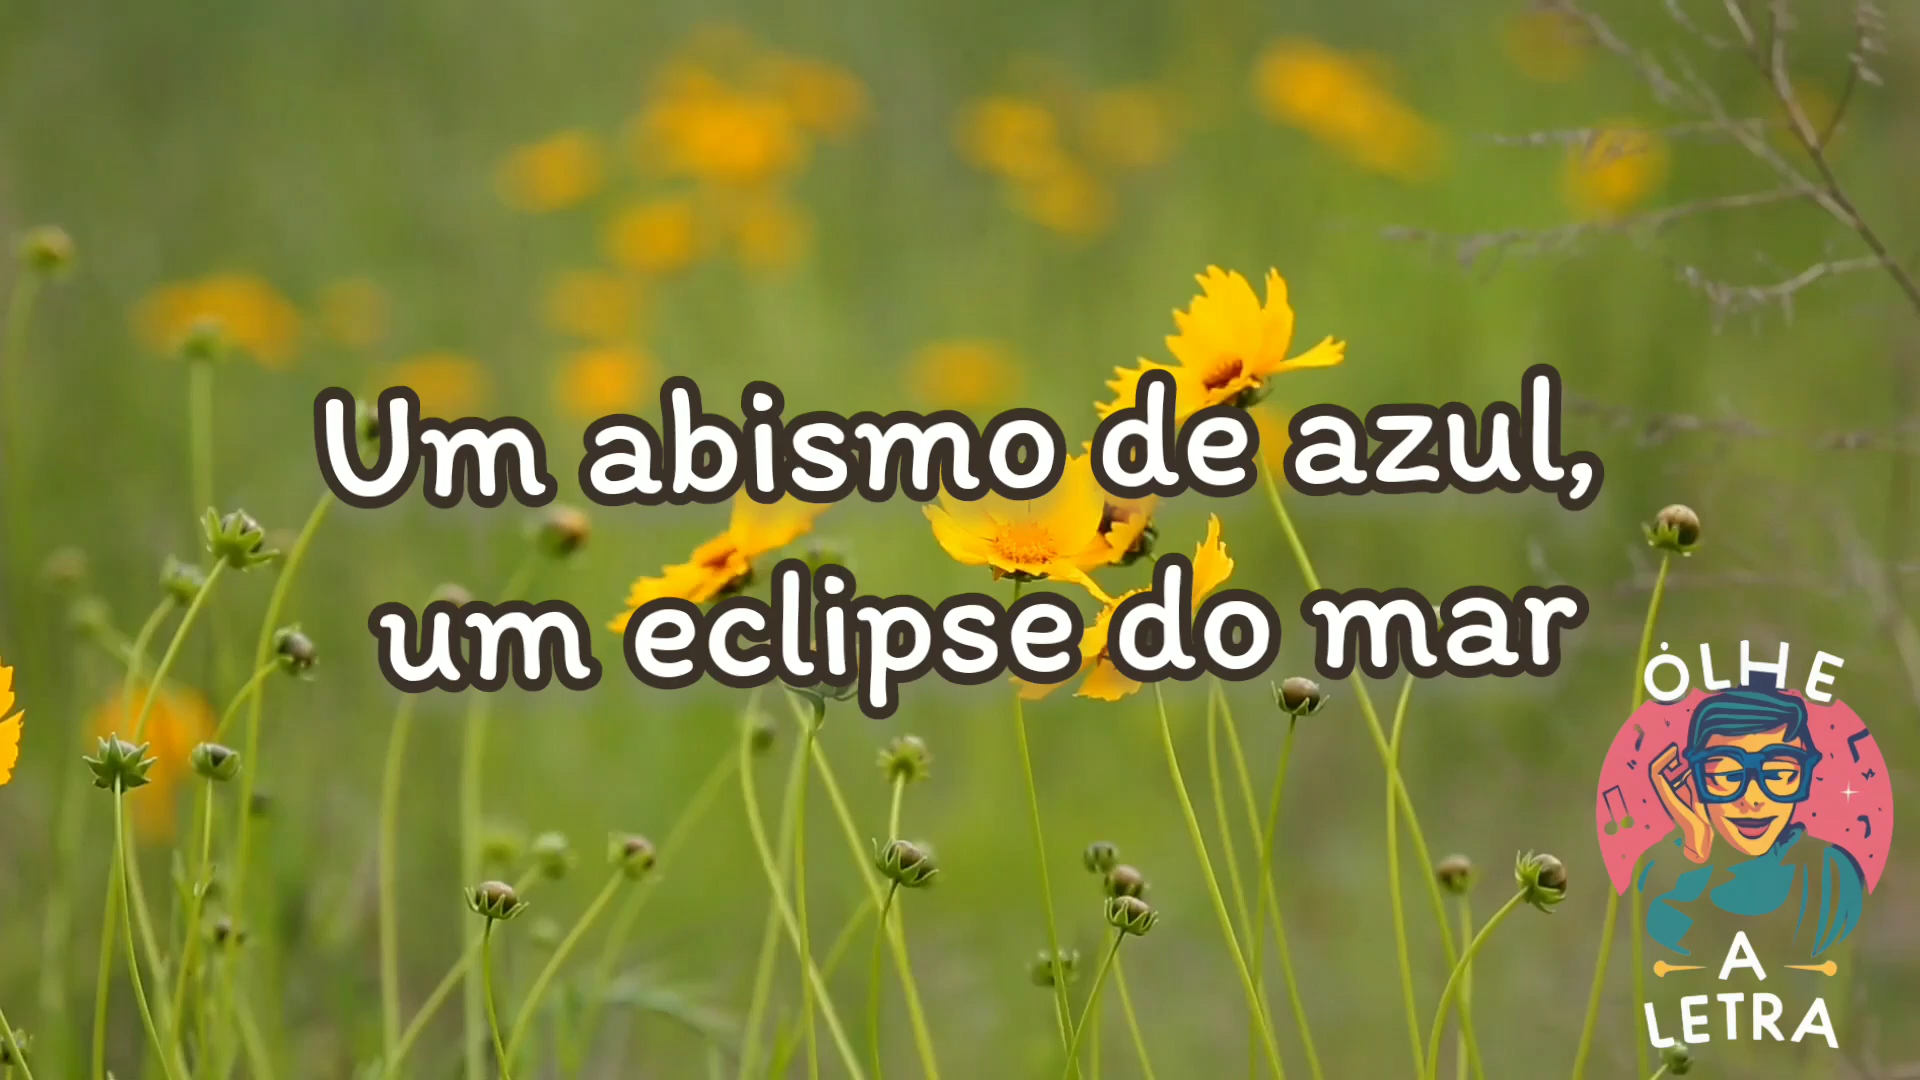 Um abismo de azul,
um eclipse do mar
OLHE
A
LETRA